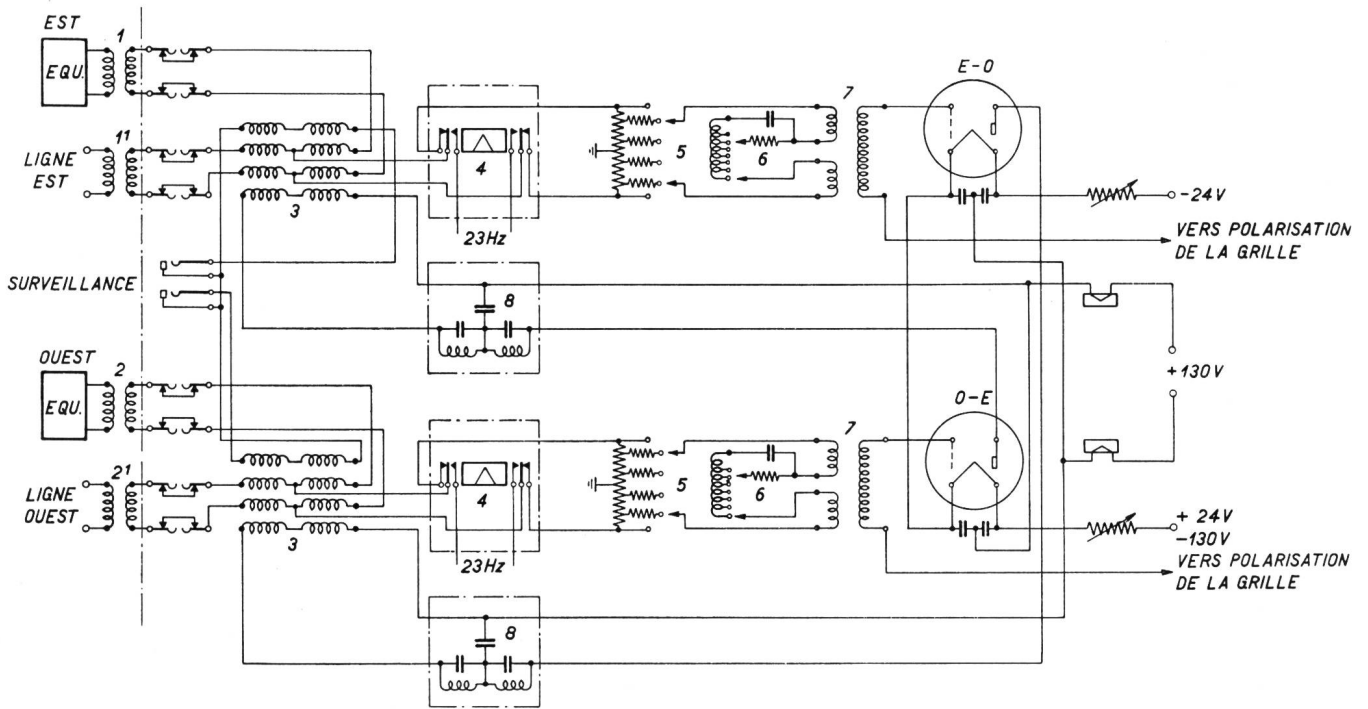 EST
1
EQU.
E-O
7
11
LIGNE
EST
4
5
6
3
23Hz
-24V
VERS POLARISATION
DE LA GRILLE
SURVEILLANCE
8
OUEST
2
EQU.
+130V
O-E
7
21
LIGNE
OUEST
4
5
6
3
23Hz
+ 24V
-130V
VERS POLARISATION
DE LA GRILLE
8